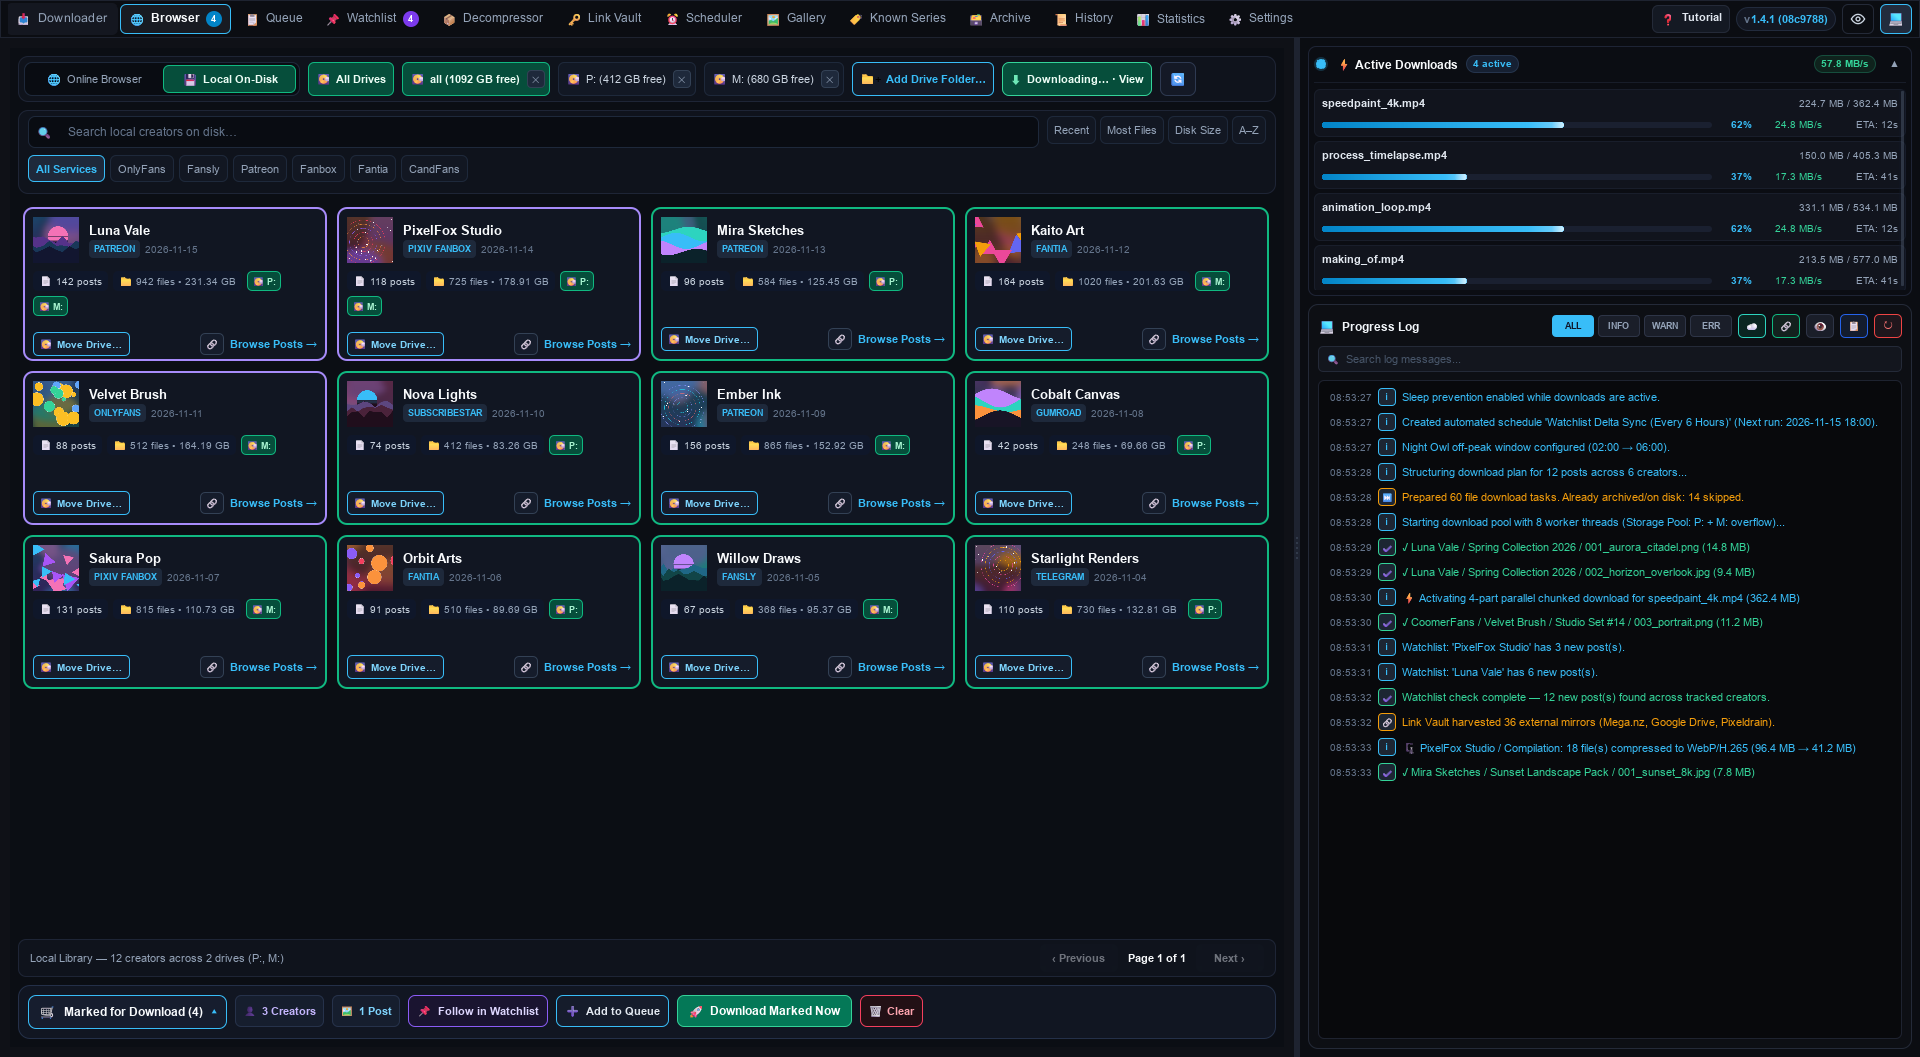 Downloader
Browser 4
Queue
Watchlist 4
Decompressor
Link Vault
Scheduler
Gallery
Known Series
Archive
History
Statistics
Settings
Tutorial
v1.4.1 (08c9788)
Online Browser
Local On-Disk
All Drives
all (1092 GB free)
P: (412 GB free)
M: (680 GB free)
Add Drive Folder...
Downloading... · View
Search local creators on disk...
Recent
Most Files
Disk Size
A–Z
All Services
OnlyFans
Fansly
Patreon
Fanbox
Fantia
CandFans
Luna Vale
PATREON 2026-11-15
142 posts 942 files • 231.34 GB P:
M:
Move Drive... Browse Posts →
PixelFox Studio
PIXIV FANBOX 2026-11-14
118 posts 725 files • 178.91 GB P:
M:
Move Drive... Browse Posts →
Mira Sketches
PATREON 2026-11-13
96 posts 584 files • 125.45 GB P:
Move Drive... Browse Posts →
Kaito Art
FANTIA 2026-11-12
164 posts 1020 files • 201.63 GB M:
Move Drive... Browse Posts →
Velvet Brush
ONLYFANS 2026-11-11
88 posts 512 files • 164.19 GB M:
Move Drive... Browse Posts →
Nova Lights
SUBSCRIBESTAR 2026-11-10
74 posts 412 files • 83.26 GB P:
Move Drive... Browse Posts →
Ember Ink
PATREON 2026-11-09
156 posts 865 files • 152.92 GB M:
Move Drive... Browse Posts →
Cobalt Canvas
GUMROAD 2026-11-08
42 posts 248 files • 69.66 GB P:
Move Drive... Browse Posts →
Sakura Pop
PIXIV FANBOX 2026-11-07
131 posts 815 files • 110.73 GB M:
Move Drive... Browse Posts →
Orbit Arts
FANTIA 2026-11-06
91 posts 510 files • 89.69 GB P:
Move Drive... Browse Posts →
Willow Draws
FANSLY 2026-11-05
67 posts 368 files • 95.37 GB M:
Move Drive... Browse Posts →
Starlight Renders
TELEGRAM 2026-11-04
110 posts 730 files • 132.81 GB P:
Move Drive... Browse Posts →
Local Library — 12 creators across 2 drives (P:, M:)
‹ Previous Page 1 of 1 Next ›
Marked for Download (4)
3 Creators
1 Post
Follow in Watchlist
Add to Queue
Download Marked Now
Clear
Active Downloads 4 active 57.8 MB/s
speedpaint_4k.mp4 224.7 MB / 362.4 MB
62% 24.8 MB/s ETA: 12s
process_timelapse.mp4 150.0 MB / 405.3 MB
37% 17.3 MB/s ETA: 41s
animation_loop.mp4 331.1 MB / 534.1 MB
62% 24.8 MB/s ETA: 12s
making_of.mp4 213.5 MB / 577.0 MB
37% 17.3 MB/s ETA: 41s
Progress Log ALL INFO WARN ERR
Search log messages...
08:53:27 i Sleep prevention enabled while downloads are active.
08:53:27 i Created automated schedule 'Watchlist Delta Sync (Every 6 Hours)' (Next run: 2026-11-15 18:00).
08:53:27 i Night Owl off-peak window configured (02:00 → 06:00).
08:53:28 i Structuring download plan for 12 posts across 6 creators...
08:53:28 Prepared 60 file download tasks. Already archived/on disk: 14 skipped.
08:53:28 i Starting download pool with 8 worker threads (Storage Pool: P: + M: overflow)...
08:53:29 ✓ Luna Vale / Spring Collection 2026 / 001_aurora_citadel.png (14.8 MB)
08:53:29 ✓ Luna Vale / Spring Collection 2026 / 002_horizon_overlook.jpg (9.4 MB)
08:53:30 i Activating 4-part parallel chunked download for speedpaint_4k.mp4 (362.4 MB)
08:53:30 ✓ CoomerFans / Velvet Brush / Studio Set #14 / 003_portrait.png (11.2 MB)
08:53:31 i Watchlist: 'PixelFox Studio' has 3 new post(s).
08:53:31 i Watchlist: 'Luna Vale' has 6 new post(s).
08:53:32 Watchlist check complete — 12 new post(s) found across tracked creators.
08:53:32 Link Vault harvested 36 external mirrors (Mega.nz, Google Drive, Pixeldrain).
08:53:33 i PixelFox Studio / Compilation: 18 file(s) compressed to WebP/H.265 (96.4 MB → 41.2 MB)
08:53:33 ✓ Mira Sketches / Sunset Landscape Pack / 001_sunset_8k.jpg (7.8 MB)